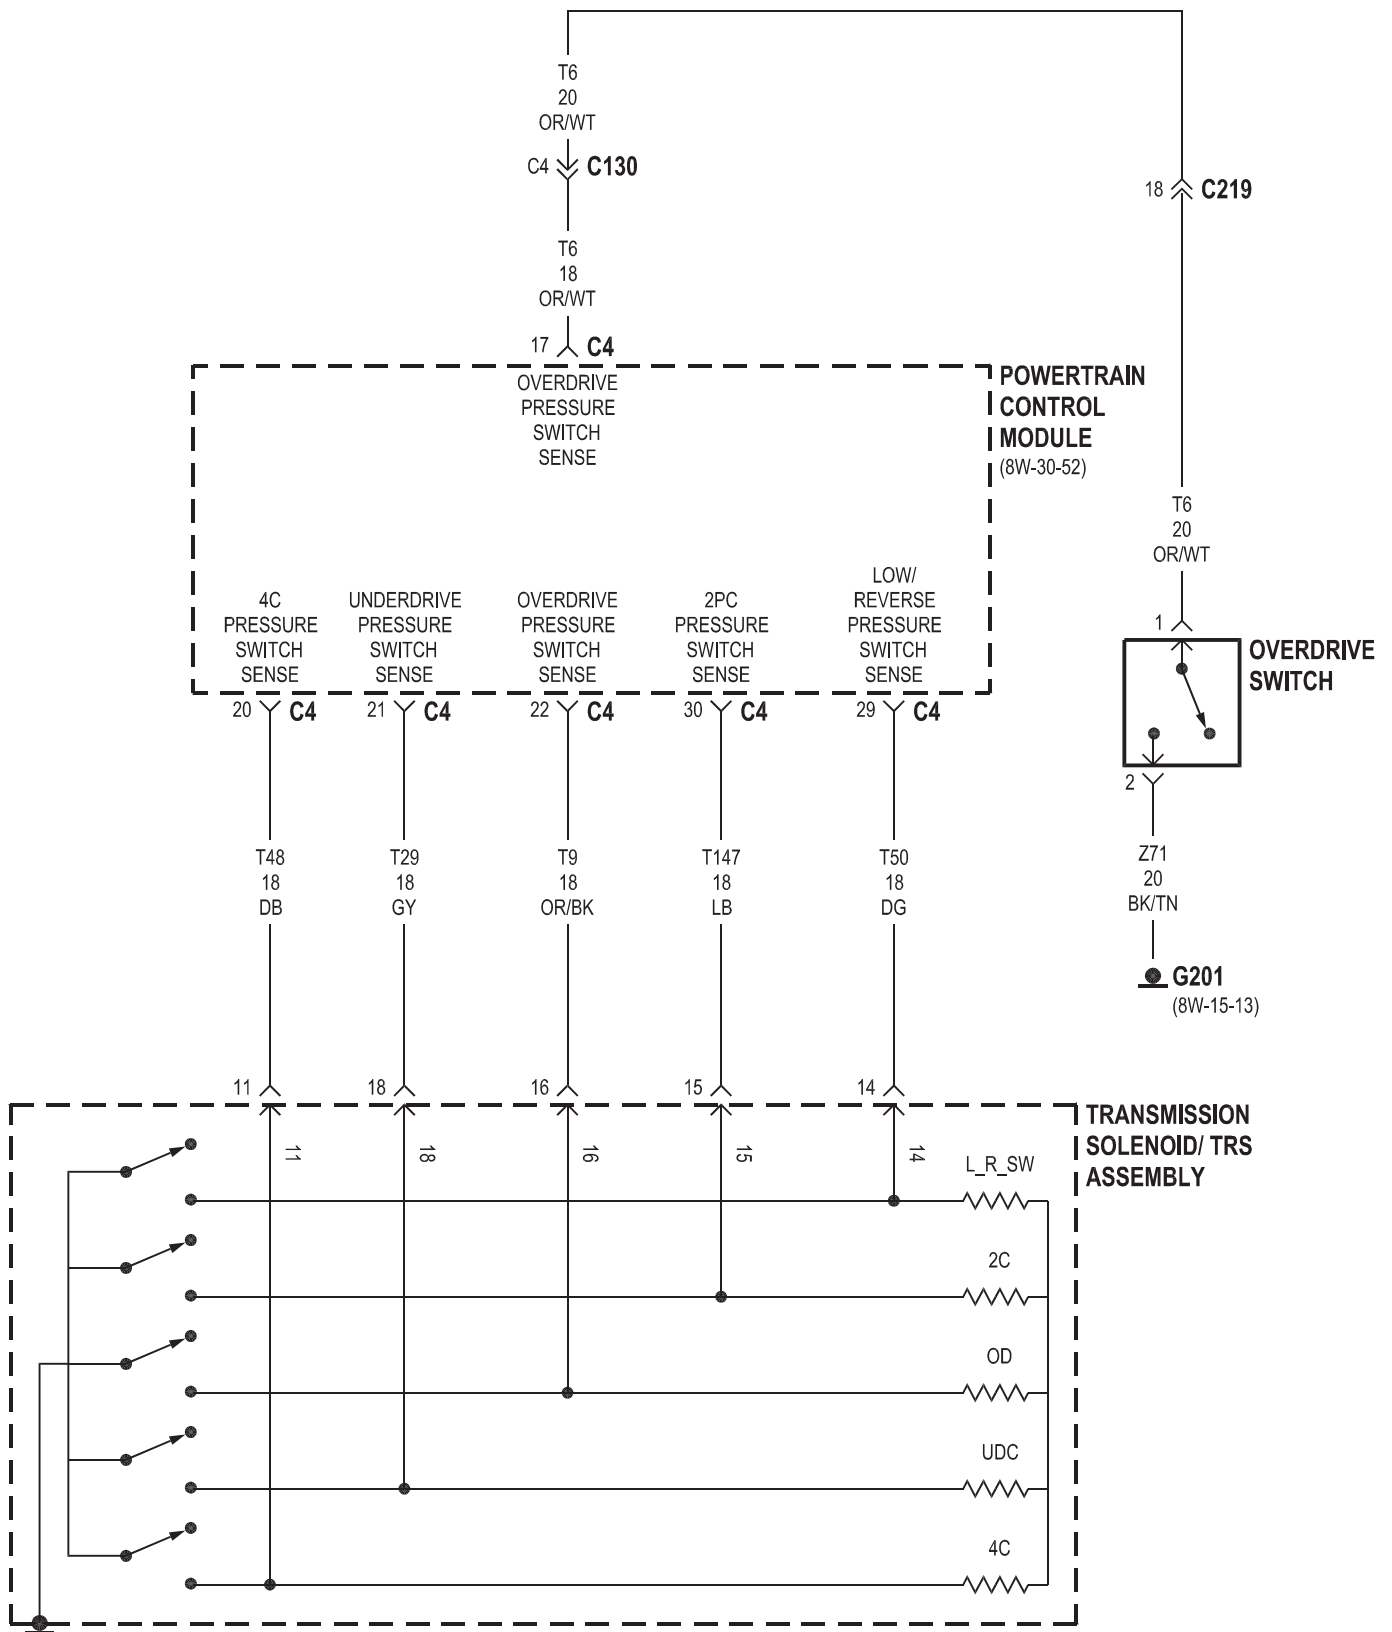 T6
20
OR/WT
C4 C130
18 C219
T6
18
OR/WT
17 C4
OVERDRIVE
PRESSURE
SWITCH
SENSE
POWERTRAIN
CONTROL
MODULE
(8W-30-52)
T6
20
OR/WT
4C
PRESSURE
SWITCH
SENSE
UNDERDRIVE
PRESSURE
SWITCH
SENSE
OVERDRIVE
PRESSURE
SWITCH
SENSE
2PC
PRESSURE
SWITCH
SENSE
LOW/
REVERSE
PRESSURE
SWITCH
SENSE
1
OVERDRIVE
SWITCH
2
20 C4
21 C4
22 C4
30 C4
29 C4
T48
18
DB
T29
18
GY
T9
18
OR/BK
T147
18
LB
T50
18
DG
Z71
20
BK/TN
G201
(8W-15-13)
11
18
16
15
14
TRANSMISSION
SOLENOID/ TRS
ASSEMBLY
11
18
16
15
14
L_R_SW
2C
OD
UDC
4C